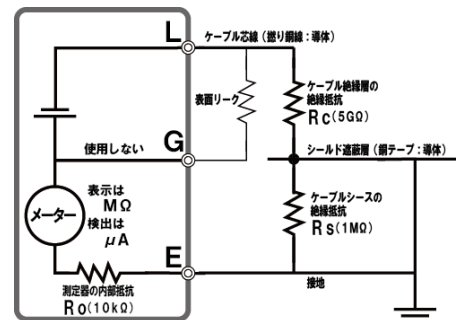 L
ケーブル芯線（撚り銅線：導体）
表面リーク
ケーブル絶縁層の
絶縁抵抗
Rc（5GΩ）
使用しない
G
シールド遮蔽層（銅テープ：導体）
表示は
MΩ
検出は
μA
メーター
ケーブルシースの
絶縁抵抗
Rs（1MΩ）
E
測定器の内部抵抗
Ro（10kΩ）
接地